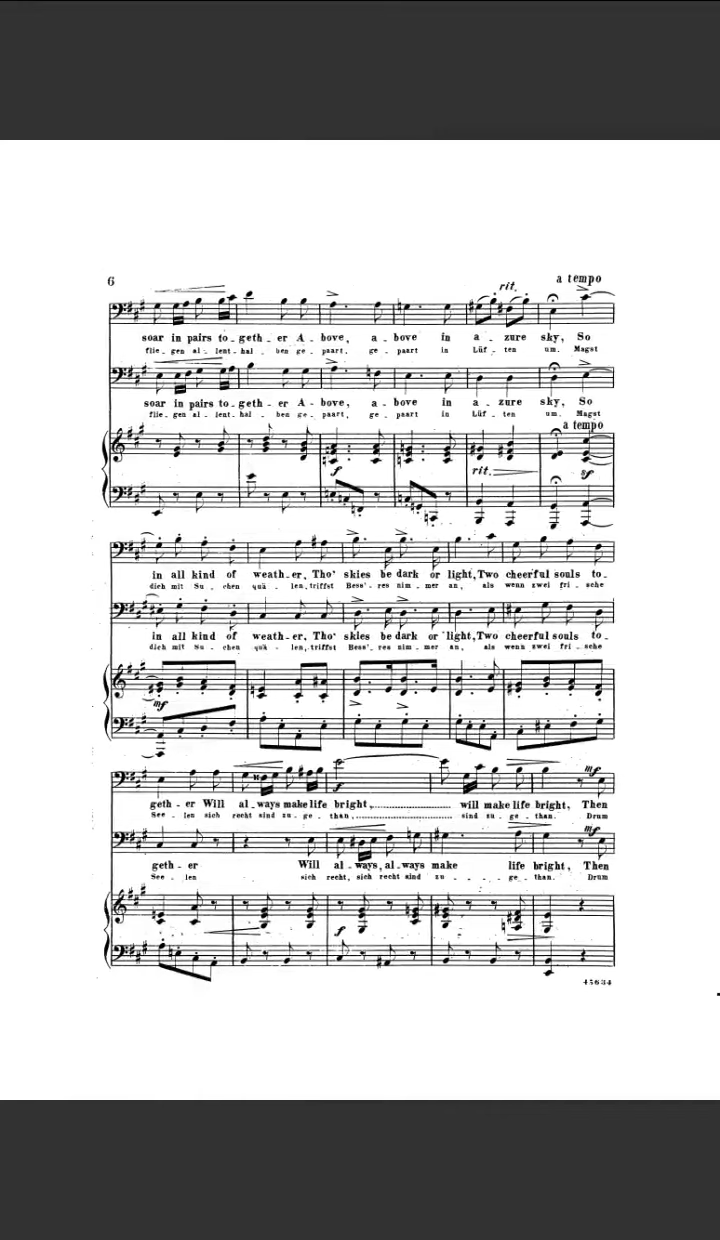 6
rit.
a tempo
soar in pairs to-geth-er A-bove, a-bove in a-zure sky, So
flie-gen al-lent-hal-ben ge-paart, ge-paart in Lüf-ten um. Magst
soar in pairs to-geth-er A-bove, a-bove in a-zure sky, So
flie-gen al-lent-hal-ben ge-paart, ge-paart in Lüf-ten um. Magst
a tempo
f
rit.
sf
in all kind of weath-er, Tho' skies be dark or light, Two cheerful souls to-
dich mit Su-chen quä-len, triffst Bess'-res nim-mer an, als wenn zwei fri-sche
in all kind of weath-er, Tho' skies be dark or light, Two cheerful souls to-
dich mit Su-chen quä-len, triffst Bess'-res nim-mer an, als wenn zwei fri-sche
mf
mf
geth-er Will al-ways make life bright, will make life bright, Then
See-len sich recht sind zu-ge-than, sind zu-ge-than. Drum
mf
geth-er Will al-ways, al-ways make life bright, Then
See-len sich recht, sich recht sind zu-ge-than. Drum
f
45634